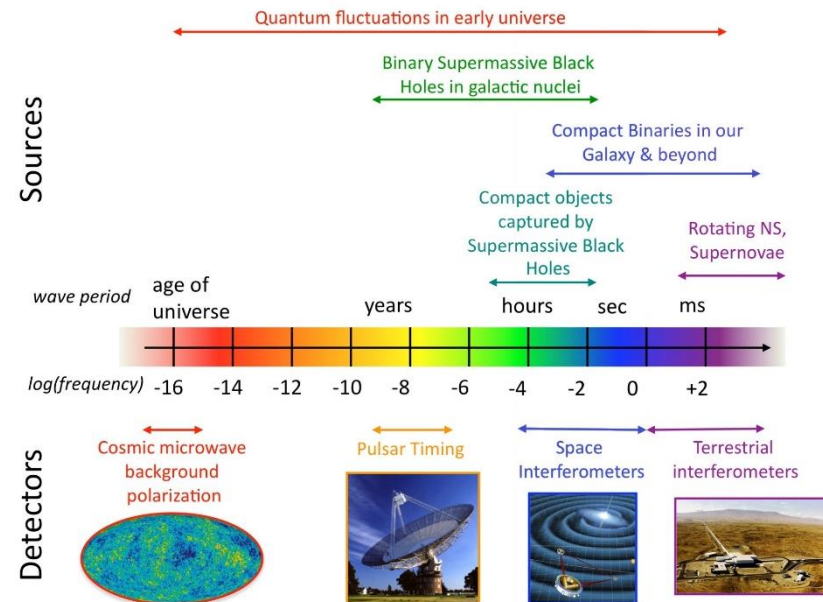 Quantum fluctuations in early universe
Binary Supermassive Black
Holes in galactic nuclei
Sources
Compact Binaries in our
Galaxy & beyond
Compact objects
captured by
Supermassive Black
Holes
Rotating NS,
Supernovae
wave period
age of
universe
years
hours
sec
ms
log(frequency)
-16 -14 -12 -10 -8 -6 -4 -2 0 +2
Detectors
Cosmic microwave
background
polarization
Pulsar Timing
Space
Interferometers
Terrestrial
interferometers